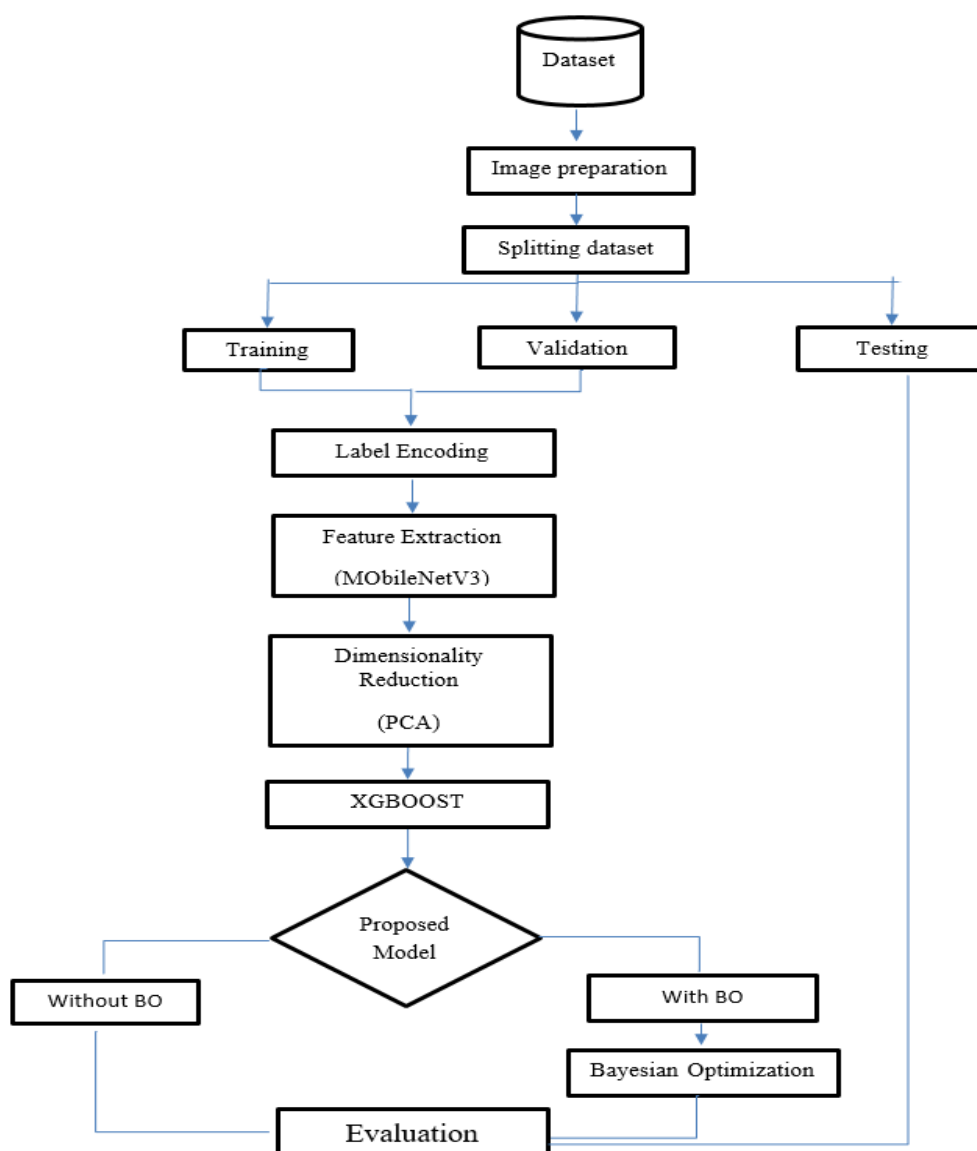 Dataset
Image preparation
Splitting dataset
Training
Validation
Testing
Label Encoding
Feature Extraction
(MObileNetV3)
Dimensionality
Reduction
(PCA)
XGBOOST
Proposed
Model
Without BO
With BO
Bayesian Optimization
Evaluation